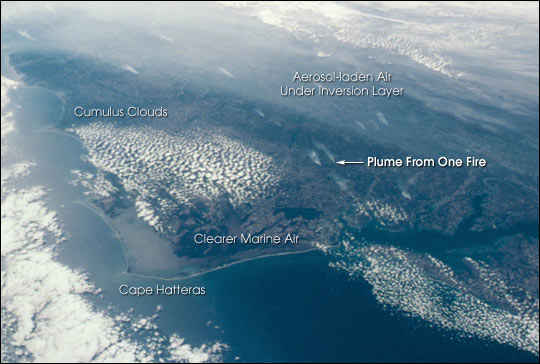 Aerosol-laden Air
Under Inversion Layer
Cumulus Clouds
Plume From One Fire
Clearer Marine Air
Cape Hatteras